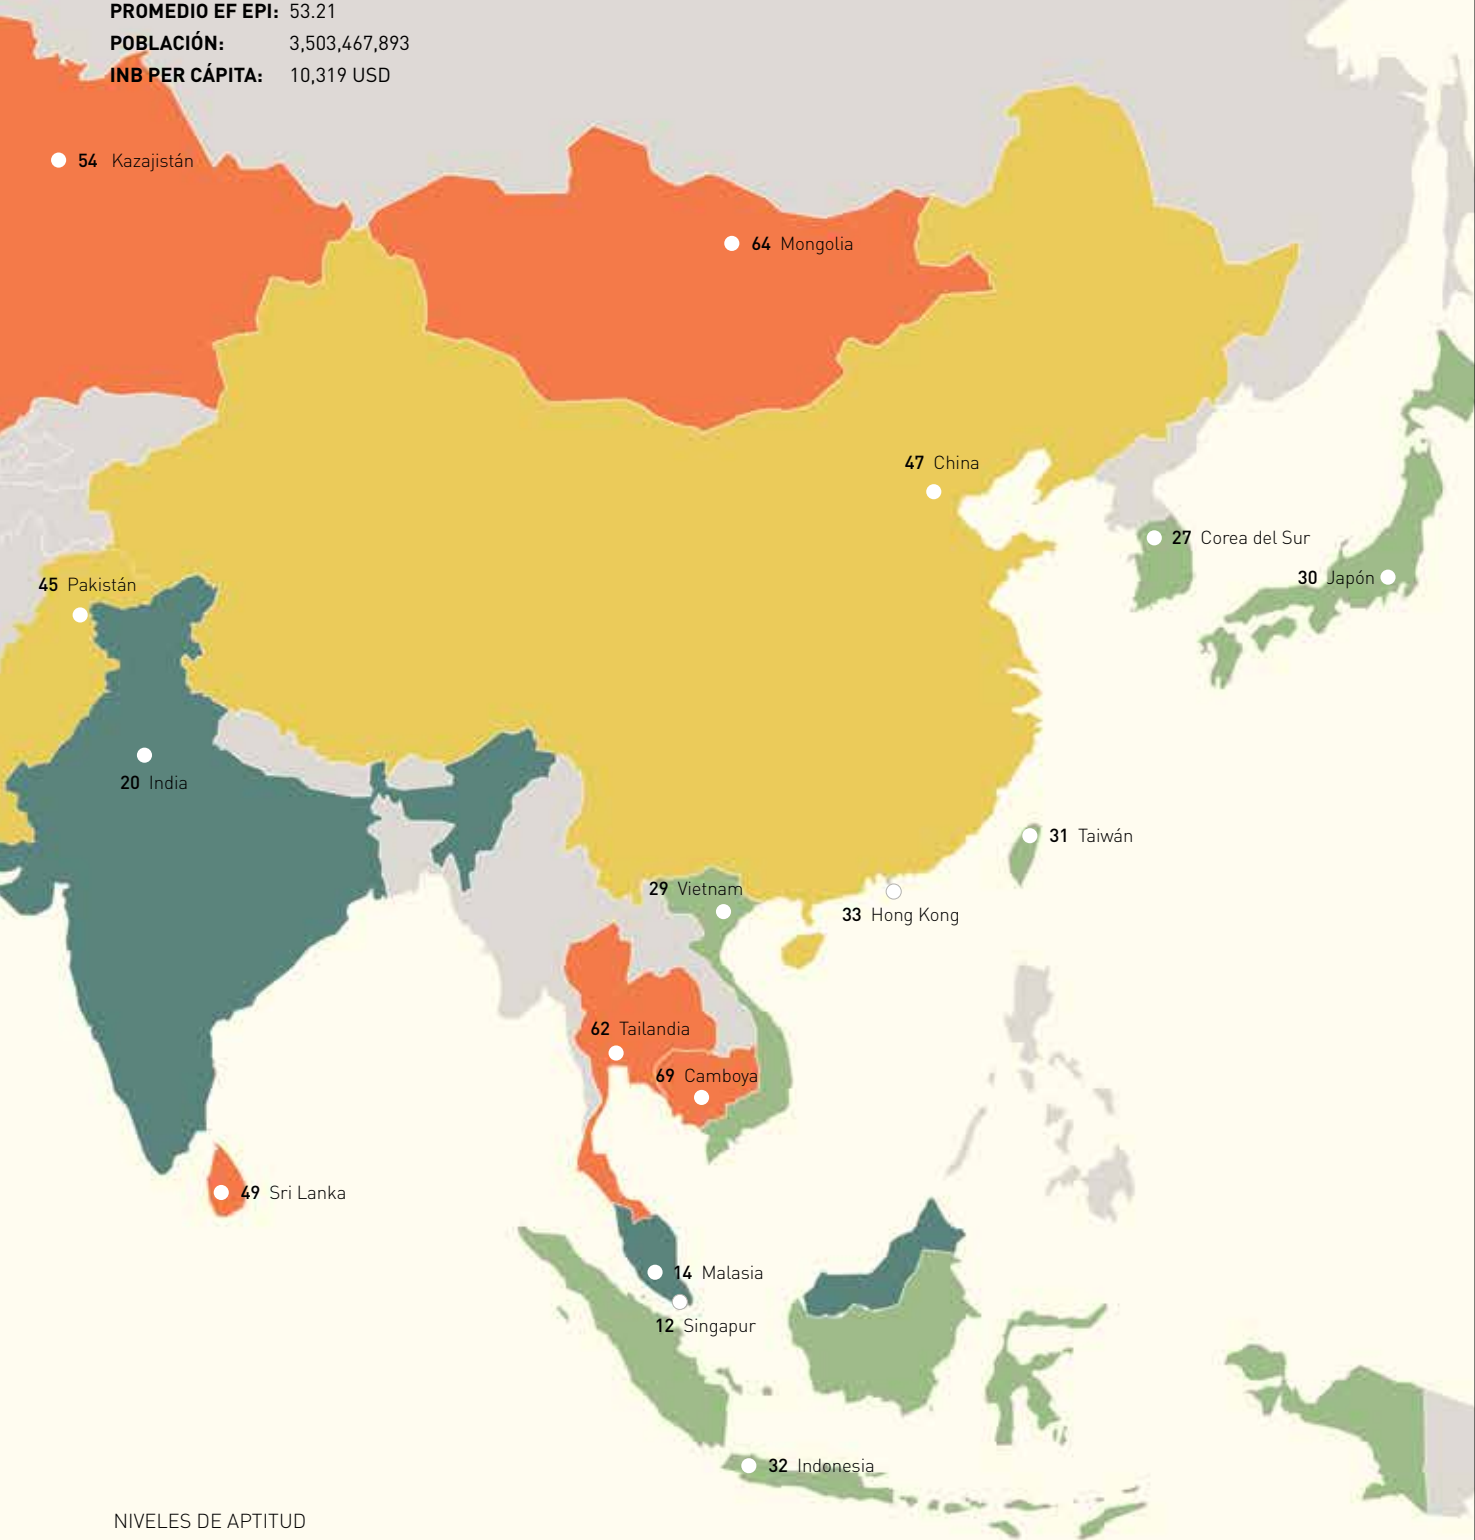 PROMEDIO EF EPI: 53.21
POBLACIÓN: 3,503,467,893
INB PER CÁPITA: 10,319 USD
54 Kazajistán
64 Mongolia
47 China
27 Corea del Sur
30 Japón
45 Pakistán
20 India
31 Taiwán
29 Vietnam
33 Hong Kong
62 Tailandia
69 Camboya
49 Sri Lanka
14 Malasia
12 Singapur
32 Indonesia
NIVELES DE APTITUD